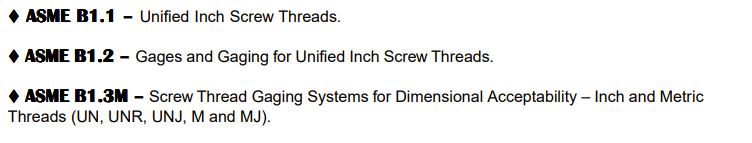 ♦ ASME B1.1 – Unified Inch Screw Threads.
♦ ASME B1.2 – Gages and Gaging for Unified Inch Screw Threads.
♦ ASME B1.3M – Screw Thread Gaging Systems for Dimensional Acceptability – Inch and Metric
Threads (UN, UNR, UNJ, M and MJ).